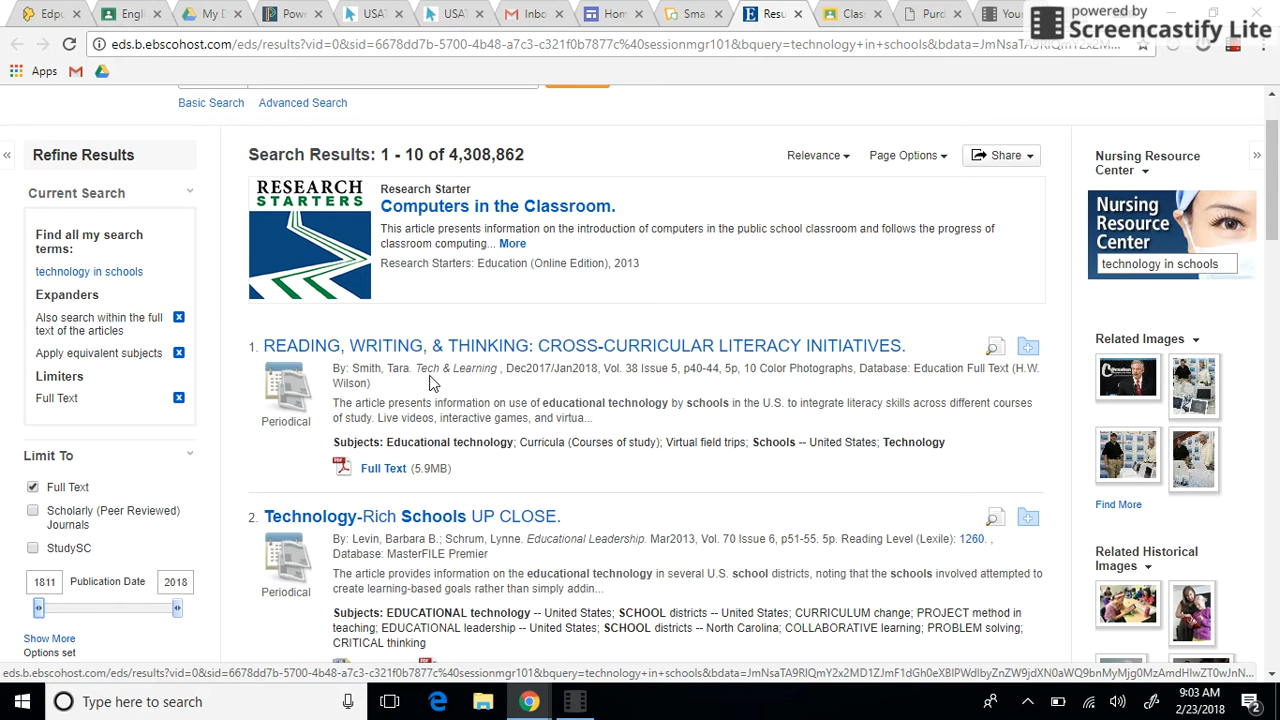 powered by
Screencastify Lite
Edpu
Engli
My D
Powe
USAT
USAT
Inbo
Hom
Sma
Resu
Class
Purd
You
eds.b.ebscohost.com/eds/results?vid=0&sid=6678dd7b-5700-4b48-a7c3-c321f0b7877c%40sessionmgr101&bquery=technology+in+schools&bdata=JmNsaTA9RlQmY2x2M...
Apps
Basic Search Advanced Search
Refine Results
Current Search
Find all my search
terms:
technology in schools
Expanders
Also search within the full
text of the articles
Apply equivalent subjects
Limiters
Full Text
Limit To
Full Text
Scholarly (Peer Reviewed)
Journals
StudySC
1811 Publication Date 2018
Show More
Options set
Search Results: 1 - 10 of 4,308,862
Relevance Page Options Share
RESEARCH
STARTERS
Research Starter
Computers in the Classroom.
This article presents information on the introduction of computers in the public school classroom and follows the progress of
classroom computing... More
Research Starters: Education (Online Edition), 2013
1. READING, WRITING, & THINKING: CROSS-CURRICULAR LITERACY INITIATIVES.
By: Smith, Tara. Tech & Learning , Dec2017/Jan2018, Vol. 38 Issue 5, p40-44, 5p, 10 Color Photographs, Database: Education Full Text (H.W.
Wilson)
Periodical
The article presents information on use of educational technology by schools in the U.S. to integrate literacy skills across different courses
of study. Live videos, interactive games, and virtua...
Subjects: Educational technology; Curricula (Courses of study); Virtual field trips; Schools -- United States; Technology
Full Text (5.9MB)
2. Technology-Rich Schools UP CLOSE.
By: Levin, Barbara B.; Schrum, Lynne. Educational Leadership. Mar2013, Vol. 70 Issue 6, p51-55. 5p. Reading Level (Lexile): 1260. ,
Database: MasterFILE Premier
Periodical
The article provides information on the educational technology in several U.S. school districts, noting that the schools involved attempted to
create learning-based goals rather than simply addin...
Subjects: EDUCATIONAL technology -- United States; SCHOOL districts -- United States; CURRICULUM change; PROJECT method in
teaching; EDUCATIONAL leadership -- United States; SCHOOL districts -- North Carolina; COLLABORATIVE learning; PROBLEM solving;
CRITICAL thinking
Nursing Resource
Center
Nursing
Resource
Center
technology in schools
Related Images
Find More
Related Historical
Images
Type here to search
9:03 AM
2/23/2018
2